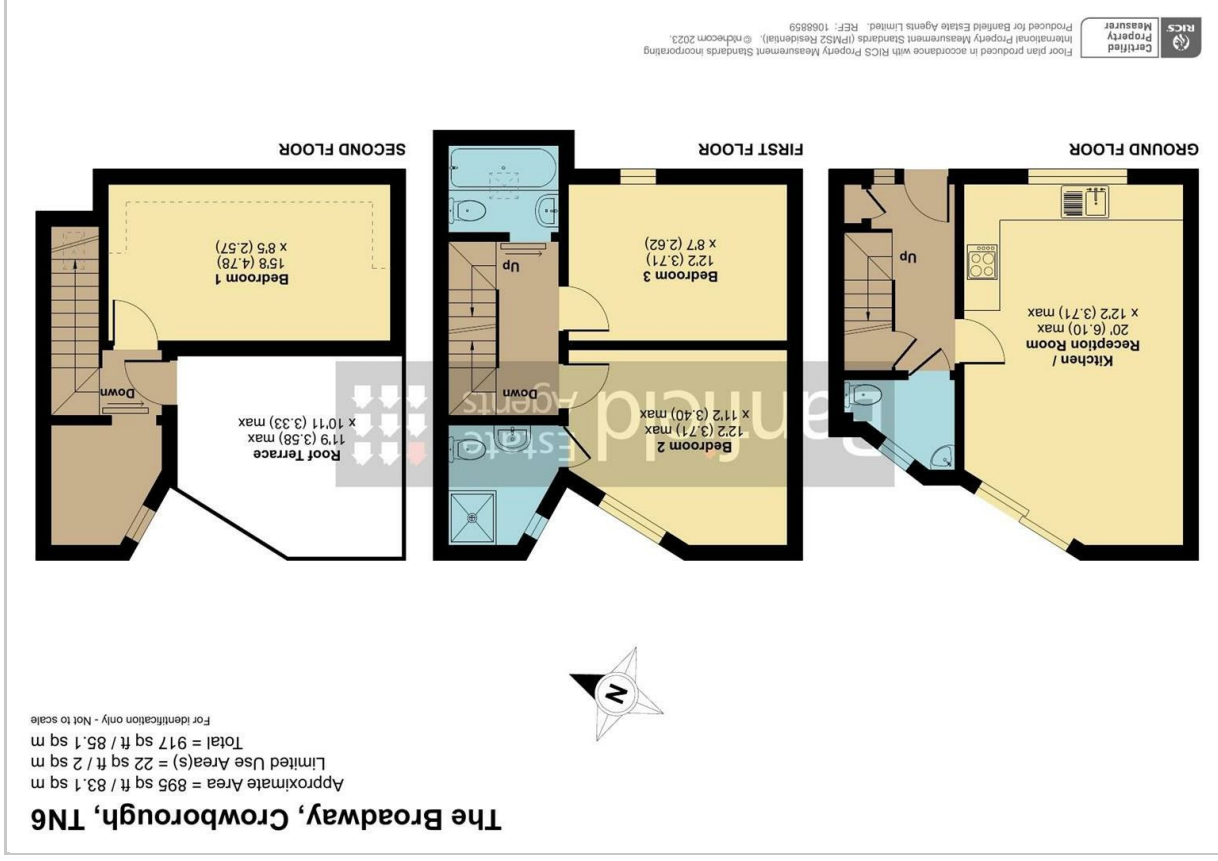 The Broadway, Crowborough, TN6
Approximate Area = 895 sq ft / 83.1 sq m
Limited Use Area(s) = 22 sq ft / 2 sq m
Total = 917 sq ft / 85.1 sq m
For identification only - Not to scale
N
Kitchen /
Reception Room
20' (6.10) max
x 12'2 (3.71) max
Up
GROUND FLOOR
Bedroom 2
12'2 (3.71) max
x 11'2 (3.40) max
Down
Bedroom 3
12'2 (3.71)
x 8'7 (2.62)
Up
FIRST FLOOR
Roof Terrace
11'9 (3.58) max
x 10'11 (3.33) max
Down
Bedroom 1
15'8 (4.78)
x 8'5 (2.57)
SECOND FLOOR
Banfield Estate
Agents
Certified
Property
Measurer
RICS
Floor plan produced in accordance with RICS Property Measurement Standards incorporating
International Property Measurement Standards (IPMS2 Residential). © nichecom 2023.
Produced for Banfield Estate Agents Limited. REF: 1068859